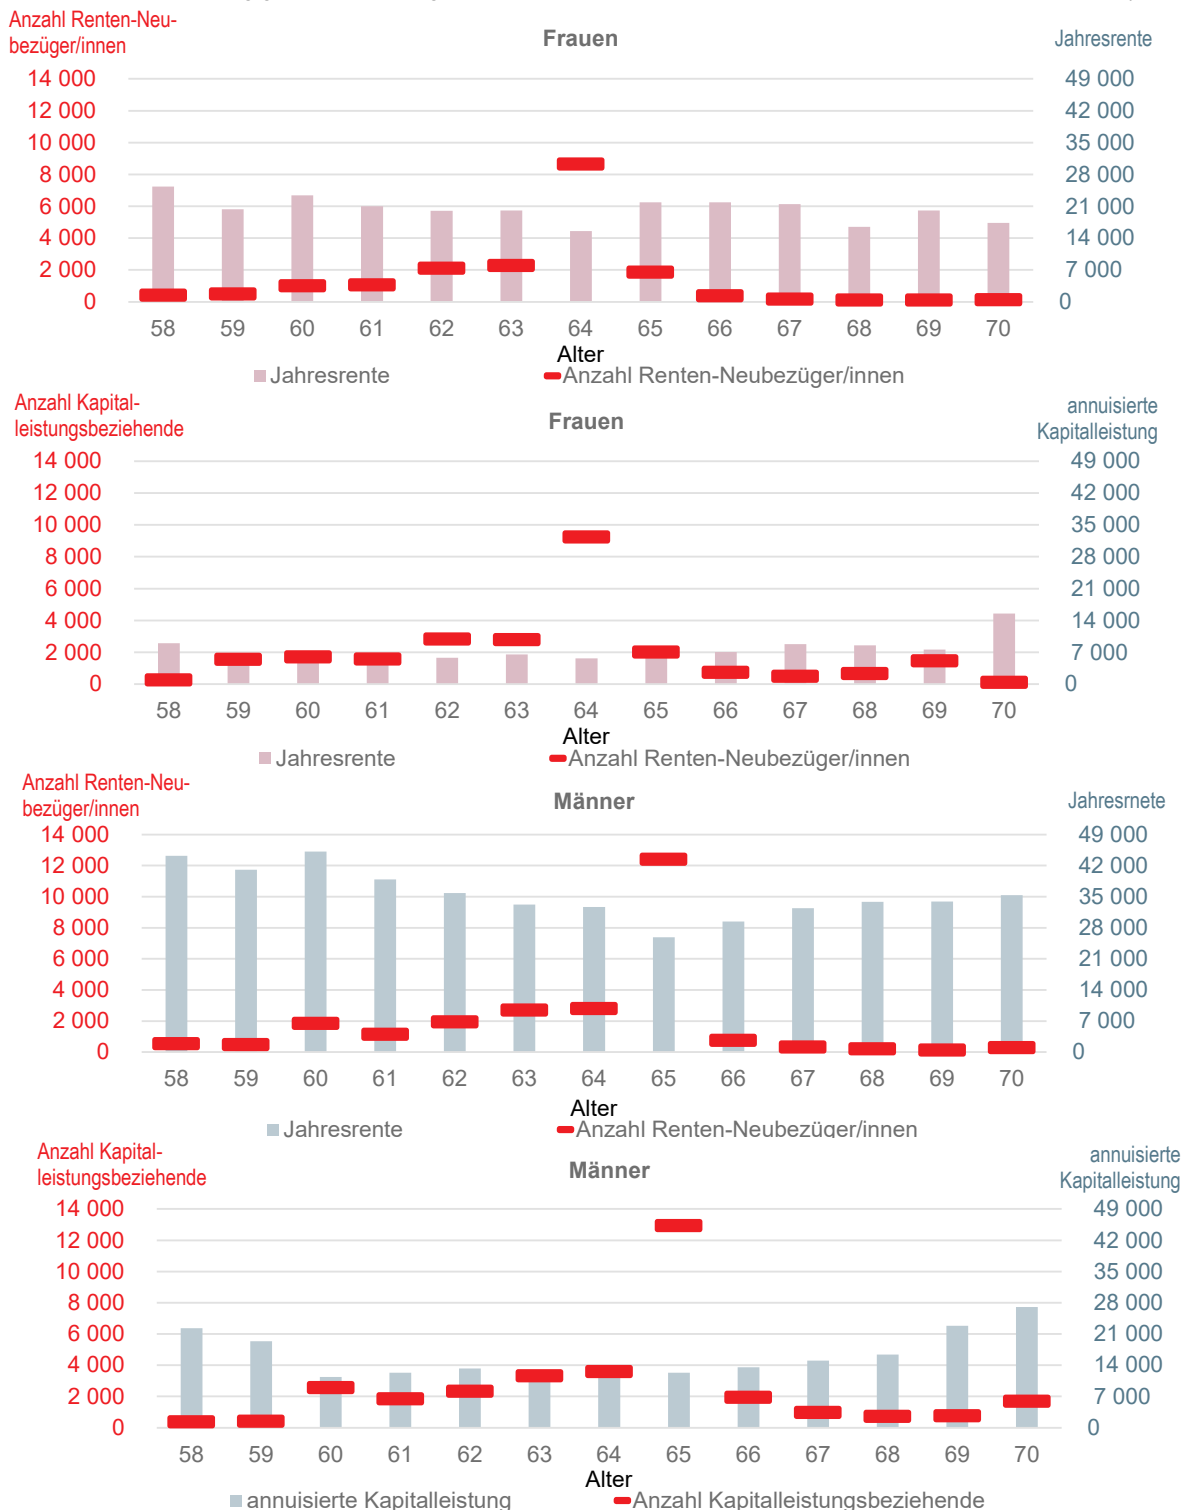 Anzahl Renten-Neu-
bezüger/innen
Frauen
Jahresrente
14 000 49 000
12 000 42 000
10 000 35 000
8 000 28 000
6 000 21 000
4 000 14 000
2 000 7 000
0 0
58 59 60 61 62 63 64 65 66 67 68 69 70
Alter
Jahresrente Anzahl Renten-Neubezüger/innen
Anzahl Kapital-
leistungsbeziehende
Frauen
annuisierte
Kapitalleistung
14 000 49 000
12 000 42 000
10 000 35 000
8 000 28 000
6 000 21 000
4 000 14 000
2 000 7 000
0 0
58 59 60 61 62 63 64 65 66 67 68 69 70
Alter
Jahresrente Anzahl Renten-Neubezüger/innen
Anzahl Renten-Neu-
bezüger/innen
Männer
Jahresrnete
14 000 49 000
12 000 42 000
10 000 35 000
8 000 28 000
6 000 21 000
4 000 14 000
2 000 7 000
0 0
58 59 60 61 62 63 64 65 66 67 68 69 70
Alter
Jahresrente Anzahl Renten-Neubezüger/innen
Anzahl Kapital-
leistungsbeziehende
Männer
annuisierte
Kapitalleistung
14 000 49 000
12 000 42 000
10 000 35 000
8 000 28 000
6 000 21 000
4 000 14 000
2 000 7 000
0 0
58 59 60 61 62 63 64 65 66 67 68 69 70
Alter
annuisierte Kapitalleistung Anzahl Kapitalleistungsbeziehende